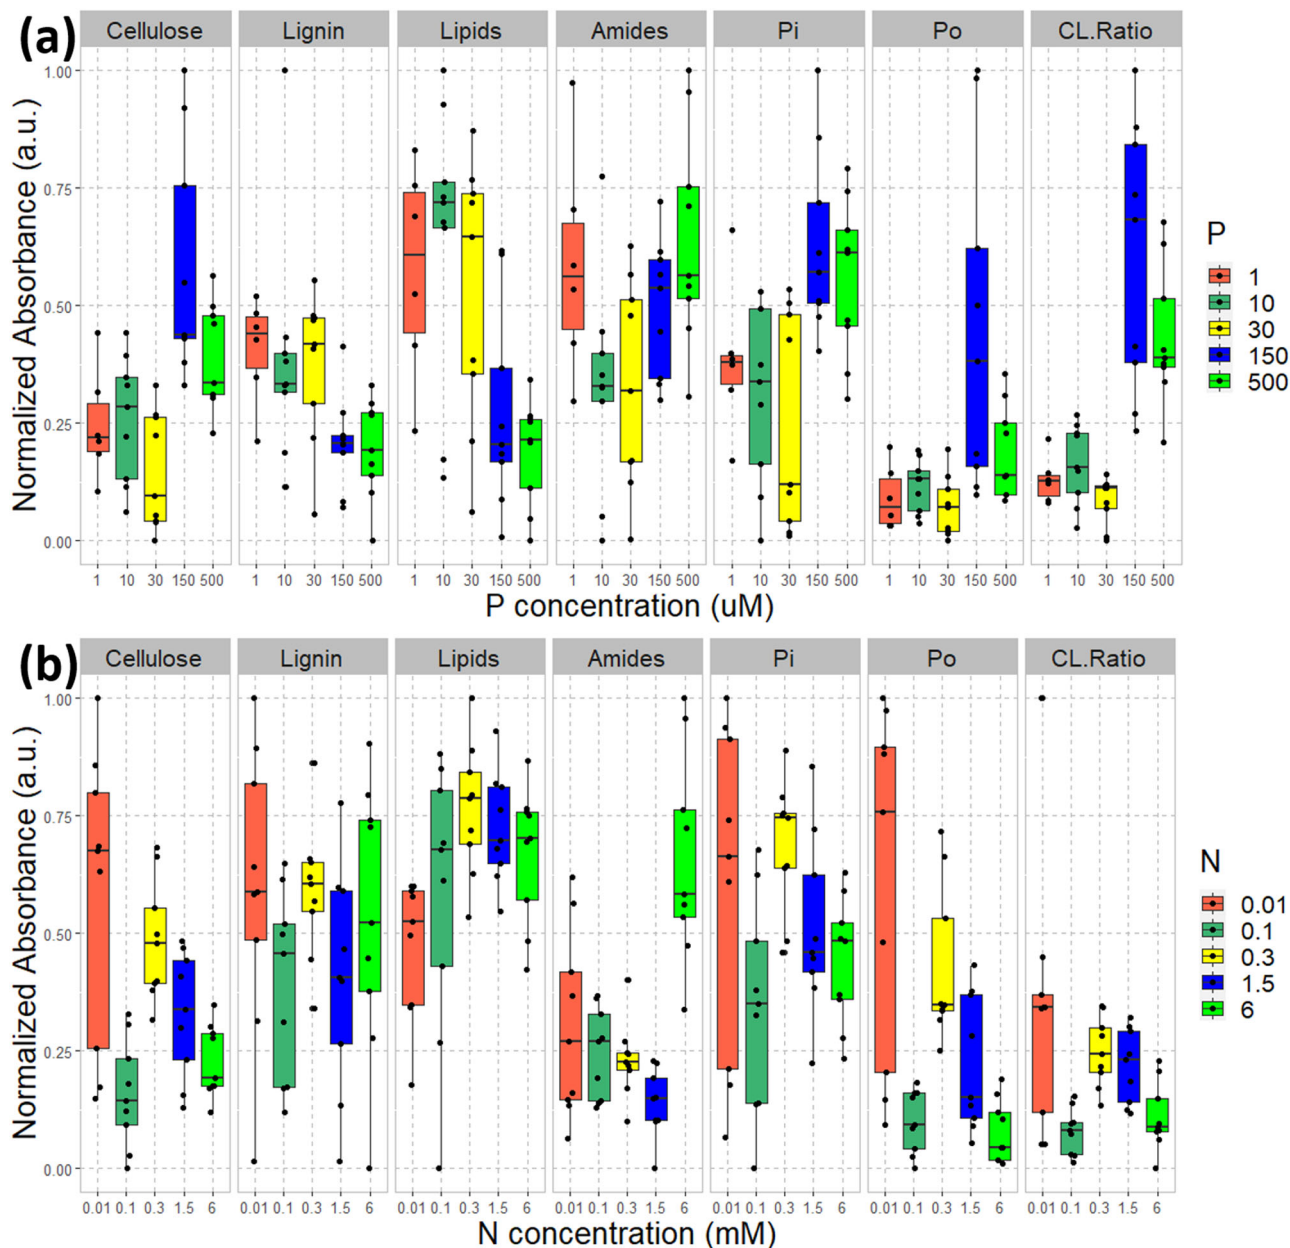 (a)
Cellulose Lignin Lipids Amides Pi Po CL.Ratio
Normalized Absorbance (a.u.)
1.00
0.75
0.50
0.25
0.00
1 10 30 150 500 1 10 30 150 500 1 10 30 150 500 1 10 30 150 500 1 10 30 150 500 1 10 30 150 500 1 10 30 150 500
P concentration (uM)
P
1
10
30
150
500
(b)
Cellulose Lignin Lipids Amides Pi Po CL.Ratio
Normalized Absorbance (a.u.)
1.00
0.75
0.50
0.25
0.00
0.01 0.1 0.3 1.5 6 0.01 0.1 0.3 1.5 6 0.01 0.1 0.3 1.5 6 0.01 0.1 0.3 1.5 6 0.01 0.1 0.3 1.5 6 0.01 0.1 0.3 1.5 6 0.01 0.1 0.3 1.5 6
N concentration (mM)
N
0.01
0.1
0.3
1.5
6